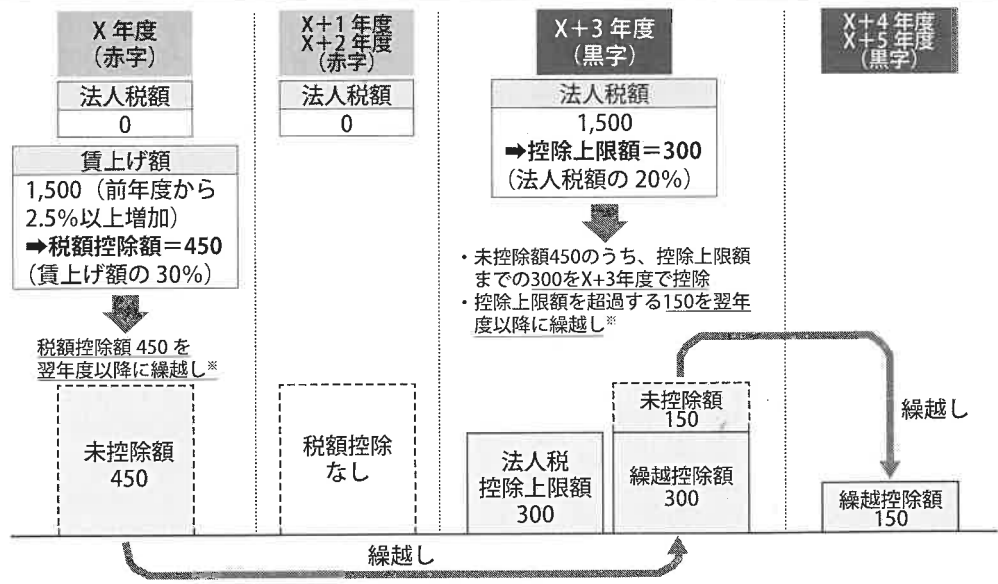 X年度
（赤字）
法人税額
0
賃上げ額
1,500（前年度から
2.5%以上増加）
➡税額控除額＝450
（賃上げ額の30%）
税額控除額450を
翌年度以降に繰越し※
未控除額
450
X＋1年度
X＋2年度
（赤字）
法人税額
0
税額控除
なし
X＋3年度
（黒字）
法人税額
1,500
➡控除上限額＝300
（法人税額の20%）
・未控除額450のうち、控除上限額
までの300をX+3年度で控除
・控除上限額を超過する150を翌年
度以降に繰越し※
法人税
控除上限額
300
未控除額
150
繰越控除額
300
X＋4年度
X＋5年度
（黒字）
繰越し
繰越控除額
150
繰越し